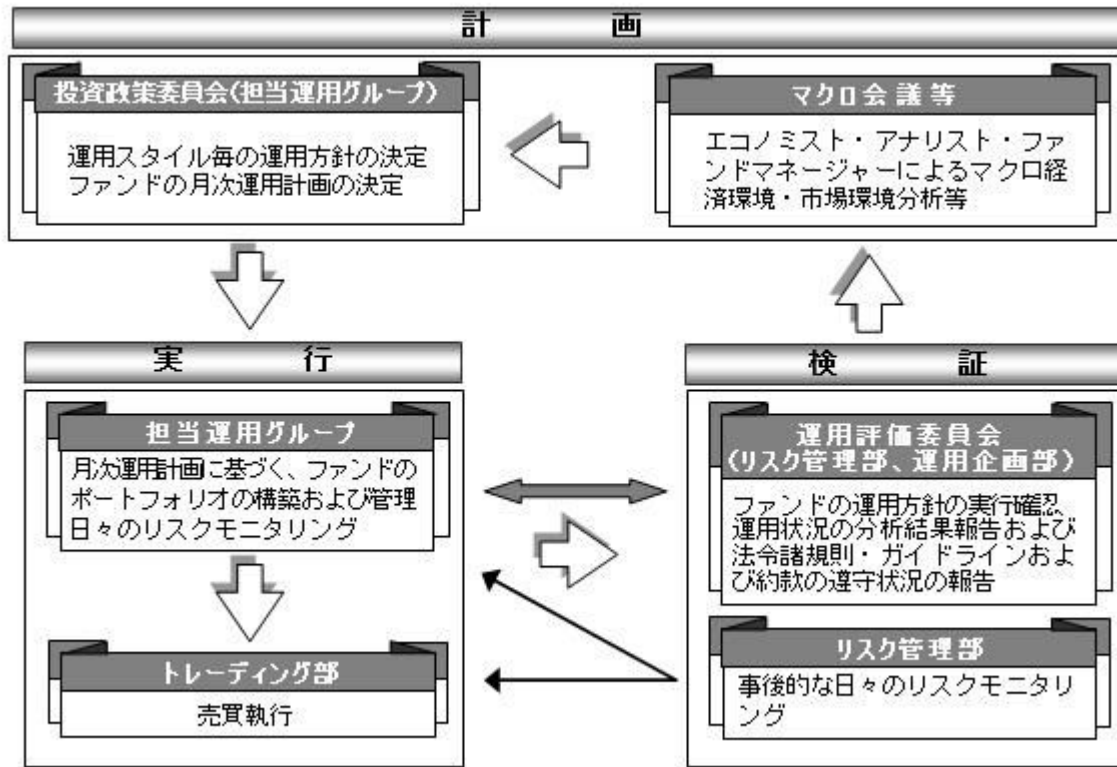 計画
投資政策委員会(担当運用グループ)
運用スタイル毎の運用方針の決定
ファンドの月次運用計画の決定
マクロ会議等
エコノミスト・アナリスト・ファ
ンドマネージャーによるマクロ経
済環境・市場環境分析等
実行
担当運用グループ
月次運用計画に基づく、ファンドの
ポートフォリオの構築および管理
日々のリスクモニタリング
トレーディング部
売買執行
検証
運用評価委員会
(リスク管理部、運用企画部)
ファンドの運用方針の実行確認、
運用状況の分析結果報告および
法令諸規則・ガイドラインおよ
び約款の遵守状況の報告
リスク管理部
事後的な日々のリスクモニタリ
ング